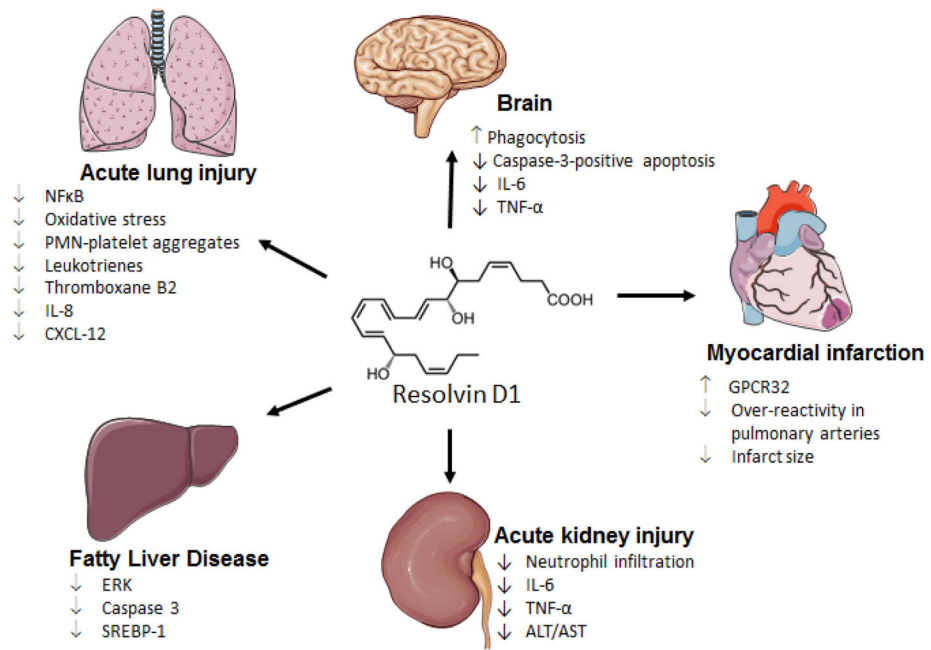 Acute lung injury
↓ NFĸB
↓ Oxidative stress
↓ PMN-platelet aggregates
↓ Leukotrienes
↓ Thromboxane B2
↓ IL-8
↓ CXCL-12
Brain
↑ Phagocytosis
↓ Caspase-3-positive apoptosis
↓ IL-6
↓ TNF-α
HO
OH
COOH
HO
Resolvin D1
Myocardial infarction
↑ GPCR32
↓ Over-reactivity in
pulmonary arteries
↓ Infarct size
Fatty Liver Disease
↓ ERK
↓ Caspase 3
↓ SREBP-1
Acute kidney injury
↓ Neutrophil infiltration
↓ IL-6
↓ TNF-α
↓ ALT/AST